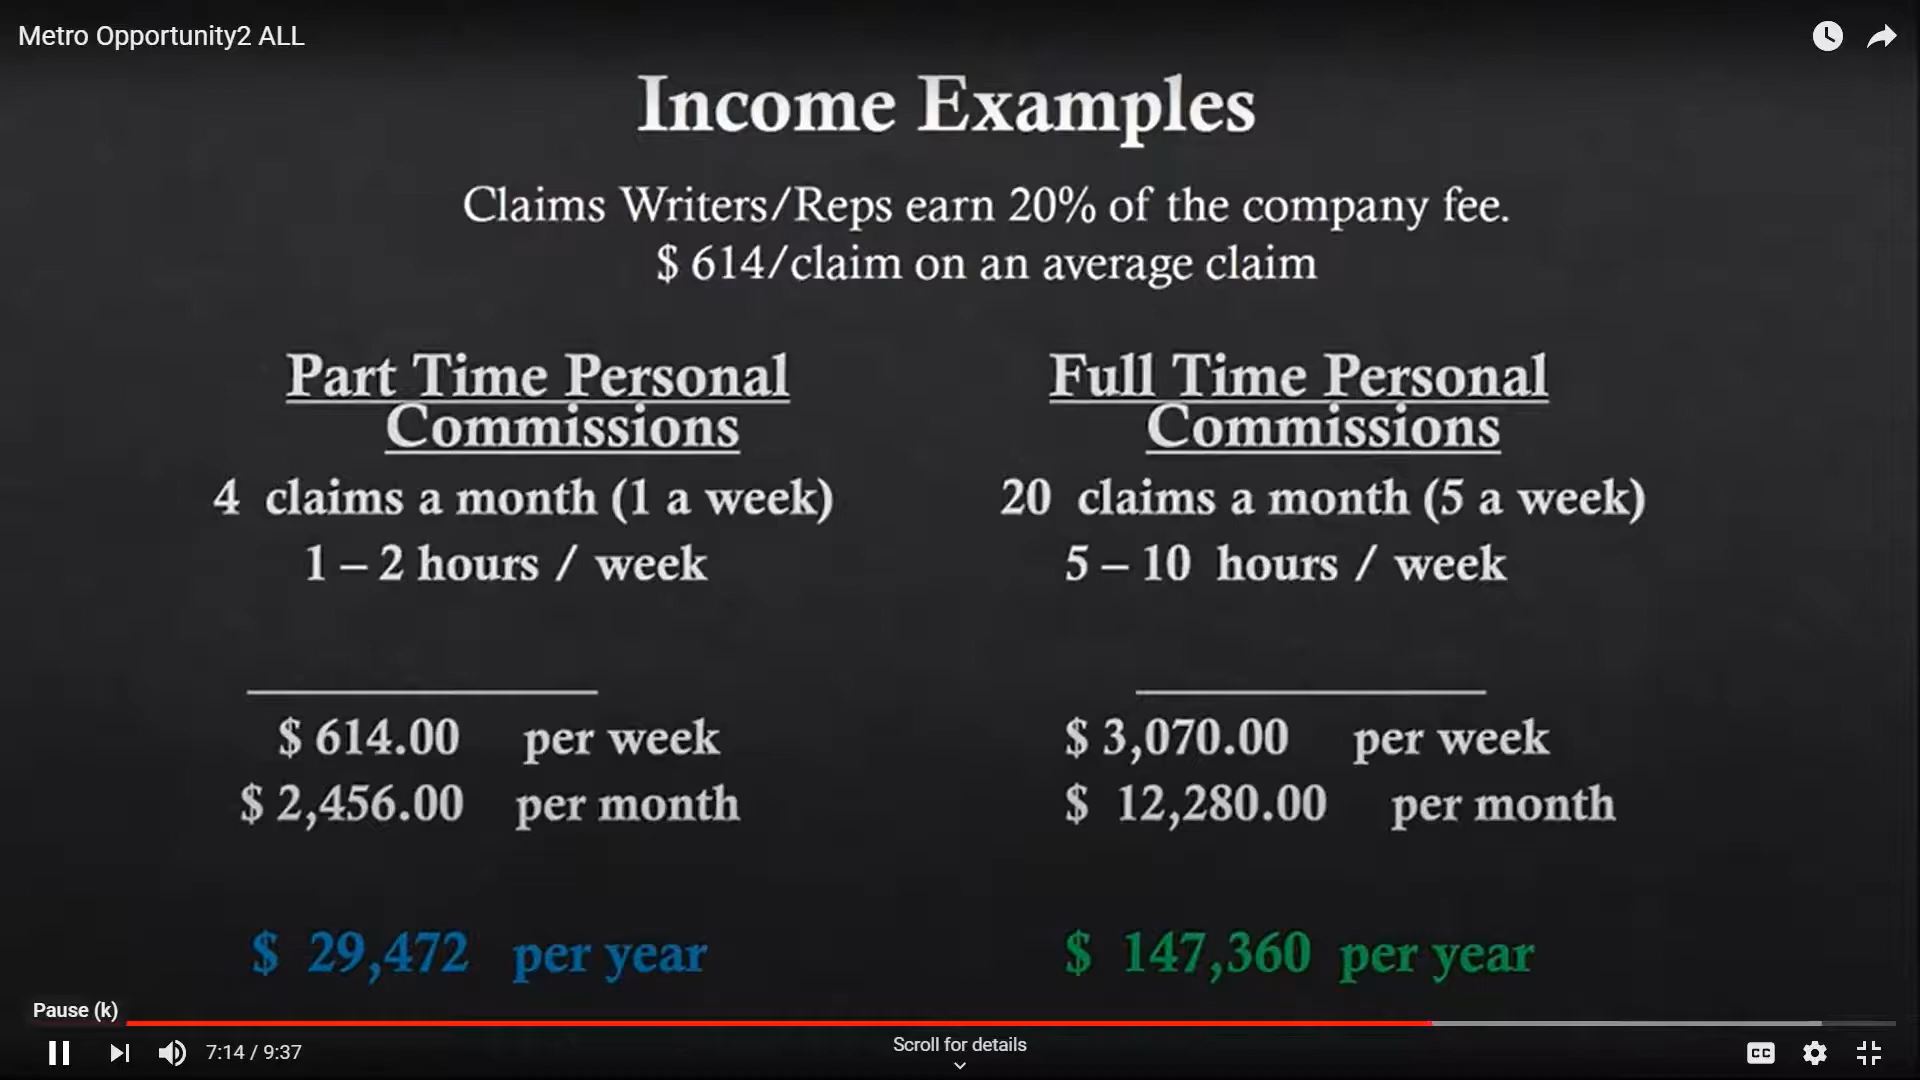 Metro Opportunity2 ALL
Income Examples
Claims Writers/Reps earn 20% of the company fee.
$ 614/claim on an average claim
Part Time Personal
Commissions
4 claims a month (1 a week)
1 – 2 hours / week
$ 614.00 per week
$ 2,456.00 per month
$ 29,472 per year
Full Time Personal
Commissions
20 claims a month (5 a week)
5 – 10 hours / week
$ 3,070.00 per week
$ 12,280.00 per month
$ 147,360 per year
Pause (k)
7:14 / 9:37
Scroll for details
CC